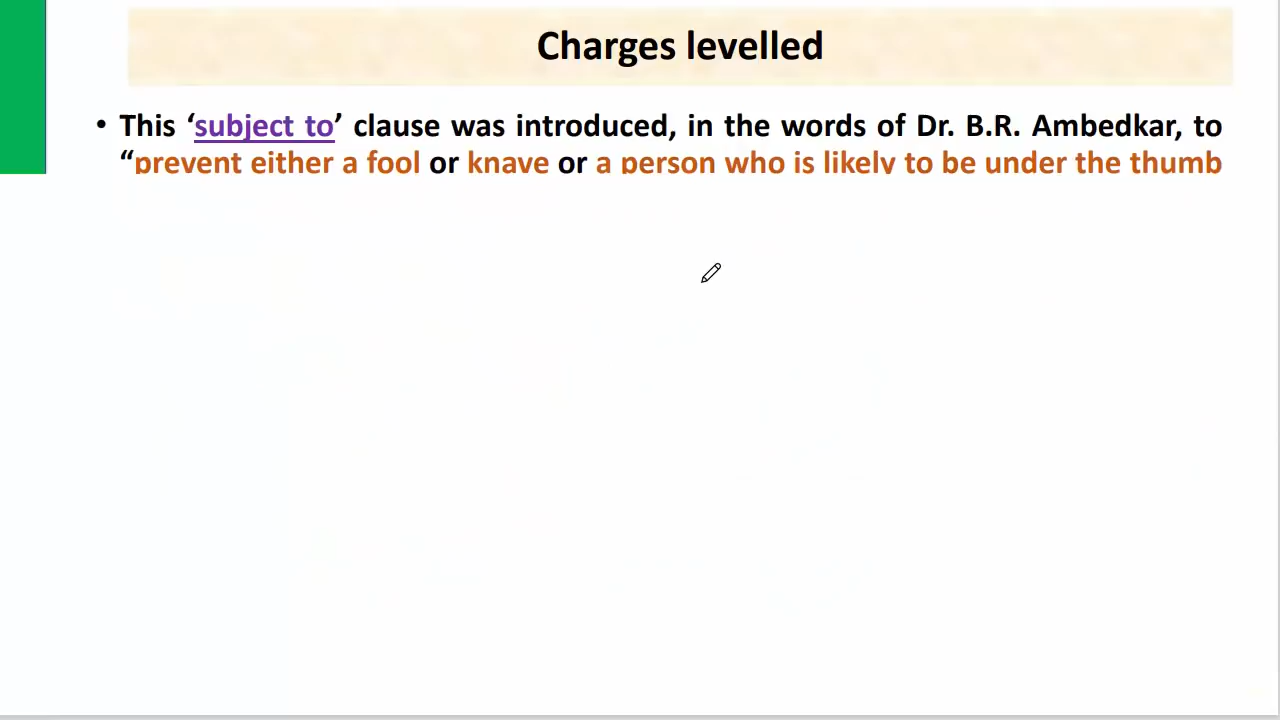 Charges levelled
• This ‘subject to’ clause was introduced, in the words of Dr. B.R. Ambedkar, to
“prevent either a fool or knave or a person who is likely to be under the thumb